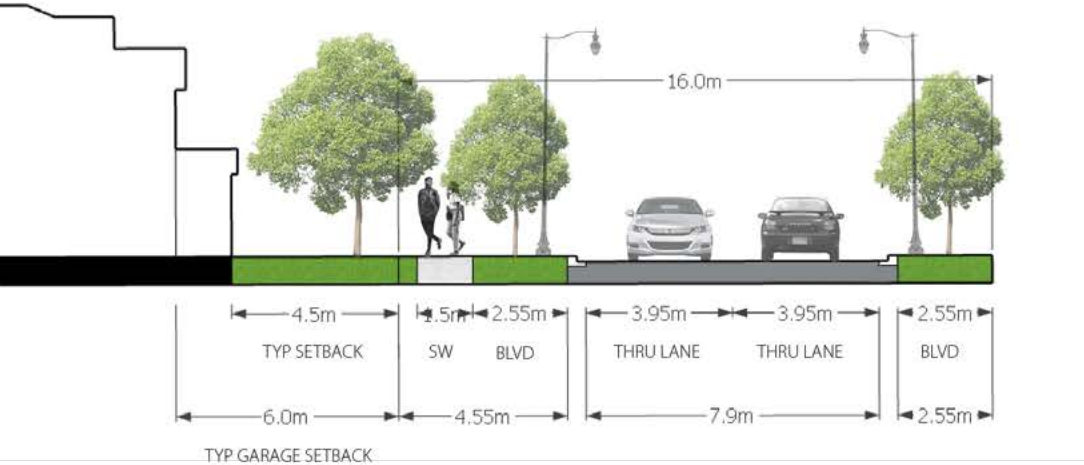 16.0m
4.5m 1.5m 2.55m 3.95m 3.95m 2.55m
TYP SETBACK SW BLVD THRU LANE THRU LANE BLVD
6.0m 4.55m 7.9m 2.55m
TYP GARAGE SETBACK